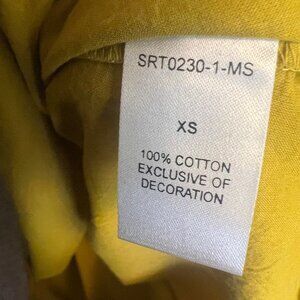 SRT0230-1-MS
XS
100% COTTON
EXCLUSIVE OF
DECORATION